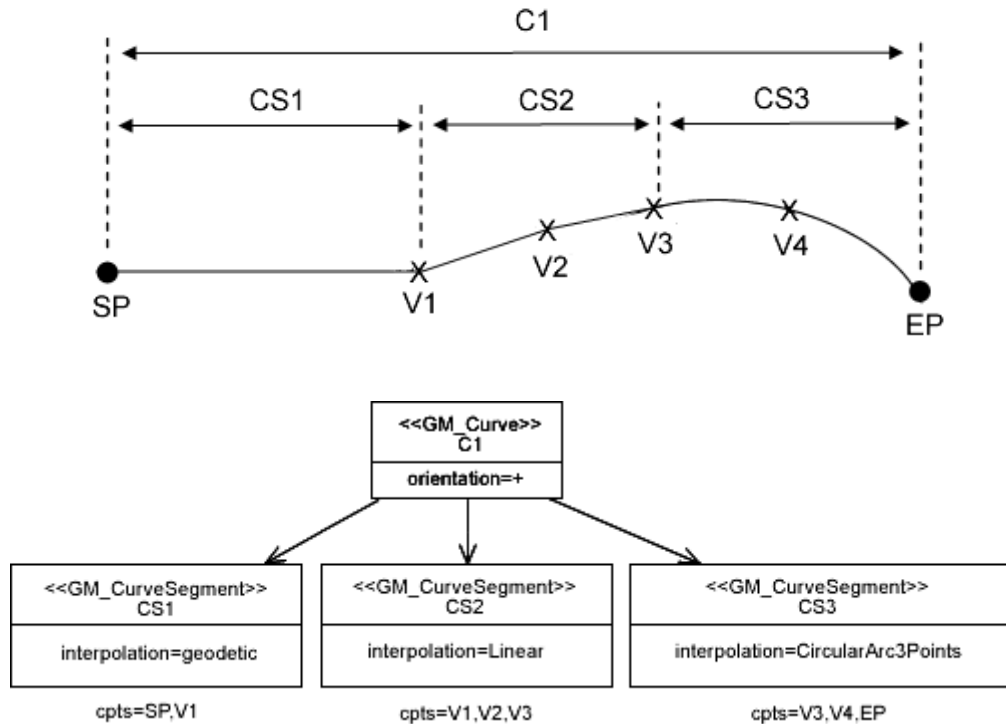 C1
CS1 CS2 CS3
SP V1 V2 V3 V4 EP
<<GM_Curve>>
C1
orientation=+
<<GM_CurveSegment>>
CS1
interpolation=geodetic
cpts=SP,V1
<<GM_CurveSegment>>
CS2
interpolation=Linear
cpts=V1,V2,V3
<<GM_CurveSegment>>
CS3
interpolation=CircularArc3Points
cpts=V3,V4,EP